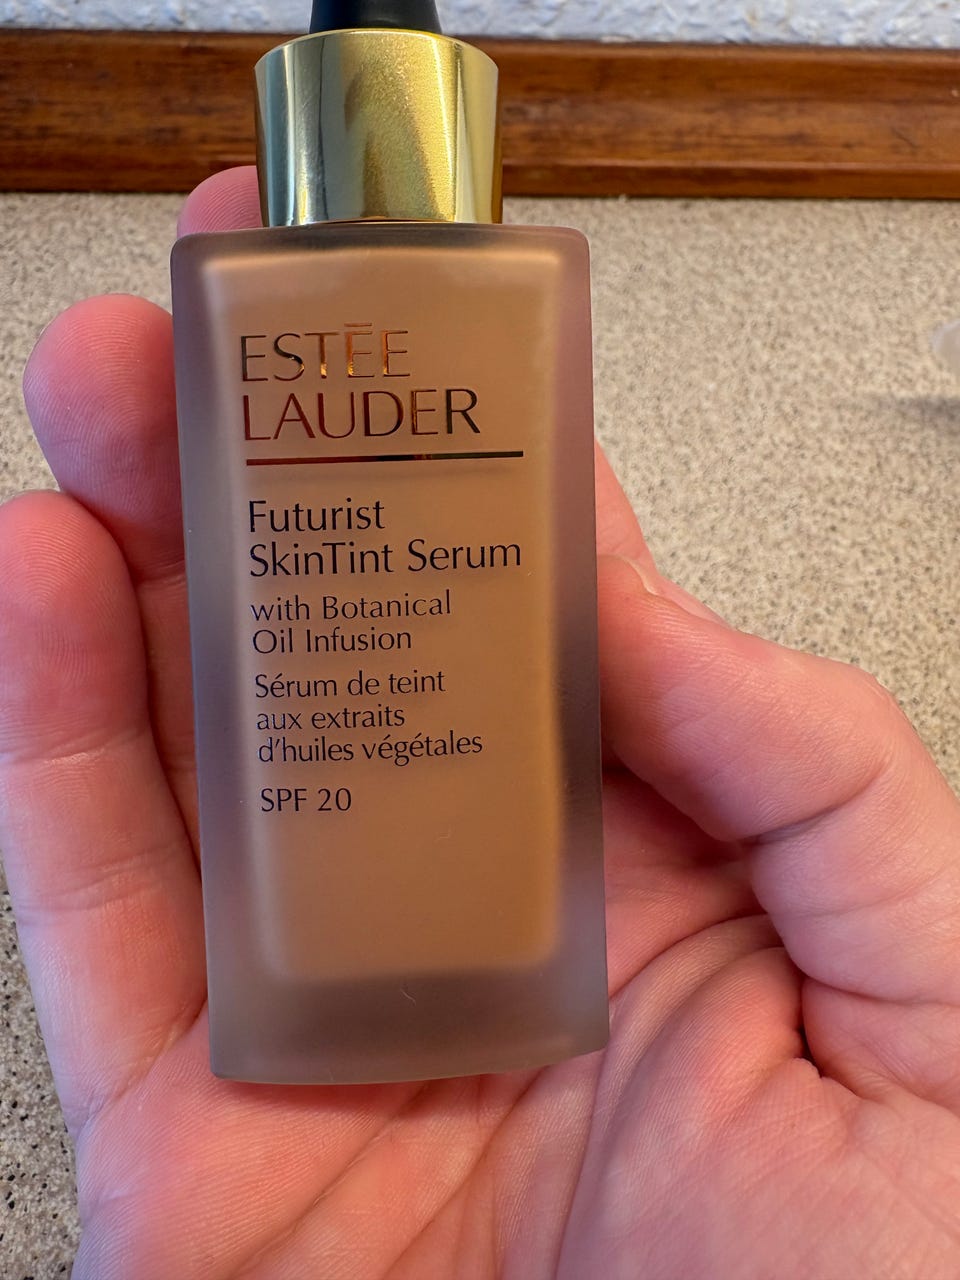 ESTĒE
LAUDER
Futurist
SkinTint Serum
with Botanical
Oil Infusion
Sérum de teint
aux extraits
d'huiles végétales
SPF 20